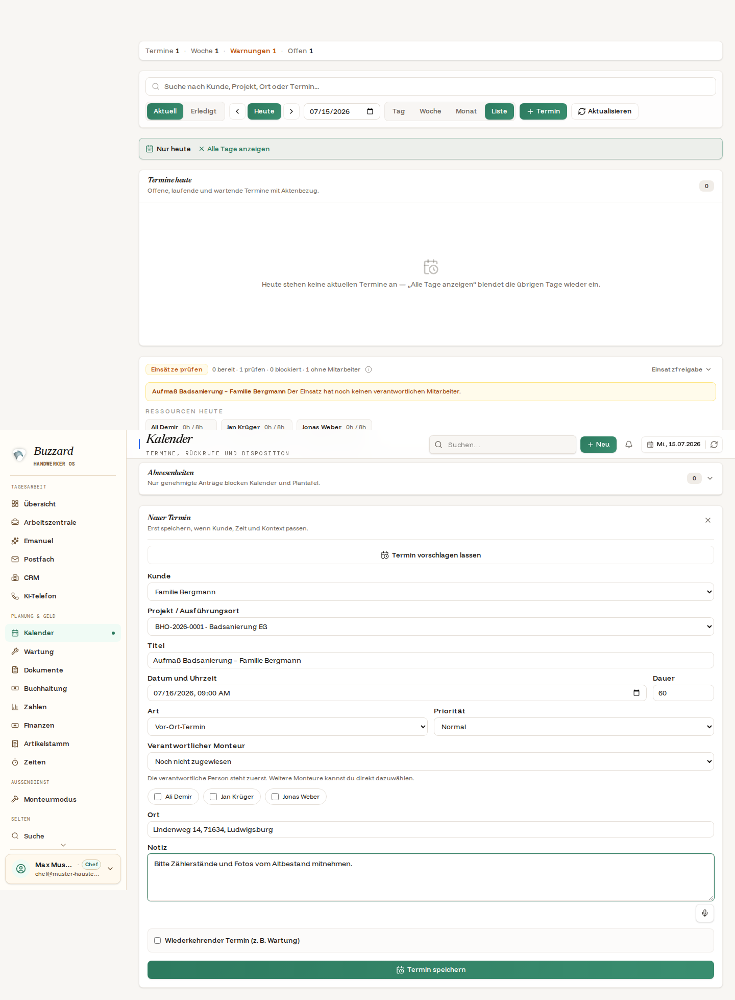 Termine 1 · Woche 1 · Warnungen 1 · Offen 1
Suche nach Kunde, Projekt, Ort oder Termin...
Aktuell Erledigt Heute 07/15/2026 Tag Woche Monat Liste Termin Aktualisieren
Nur heute Alle Tage anzeigen
Termine heute
Offene, laufende und wartende Termine mit Aktenbezug.
0
Heute stehen keine aktuellen Termine an — „Alle Tage anzeigen“ blendet die übrigen Tage wieder ein.
Einsätze prüfen 0 bereit · 1 prüfen · 0 blockiert · 1 ohne Mitarbeiter Einsatzfreigabe
Aufmaß Badsanierung – Familie Bergmann Der Einsatz hat noch keinen verantwortlichen Mitarbeiter.
RESSOURCEN HEUTE
Ali Demir 0h / 8h Jan Krüger 0h / 8h Jonas Weber 0h / 8h
Buzzard
HANDWERKER OS
TAGESARBEIT
Übersicht
Arbeitszentrale
Emanuel
Postfach
CRM
KI-Telefon
PLANUNG & GELD
Kalender
Wartung
Dokumente
Buchhaltung
Zahlen
Finanzen
Artikelstamm
Zeiten
AUSSENDIENST
Monteurmodus
SELTEN
Suche
Max Mus... · Chef
chef@muster-hauste...
Kalender
TERMINE, RÜCKRUFE UND DISPOSITION
Suchen... Neu Mi., 15.07.2026
Abwesenheiten
Nur genehmigte Anträge blocken Kalender und Plantafel.
0
Neuer Termin
Erst speichern, wenn Kunde, Zeit und Kontext passen.
Termin vorschlagen lassen
Kunde
Familie Bergmann
Projekt / Ausführungsort
BHO-2026-0001 - Badsanierung EG
Titel
Aufmaß Badsanierung – Familie Bergmann
Datum und Uhrzeit Dauer
07/16/2026, 09:00 AM 60
Art Priorität
Vor-Ort-Termin Normal
Verantwortlicher Monteur
Noch nicht zugewiesen
Die verantwortliche Person steht zuerst. Weitere Monteure kannst du direkt dazuwählen.
Ali Demir Jan Krüger Jonas Weber
Ort
Lindenweg 14, 71634, Ludwigsburg
Notiz
Bitte Zählerstände und Fotos vom Altbestand mitnehmen.
Wiederkehrender Termin (z. B. Wartung)
Termin speichern